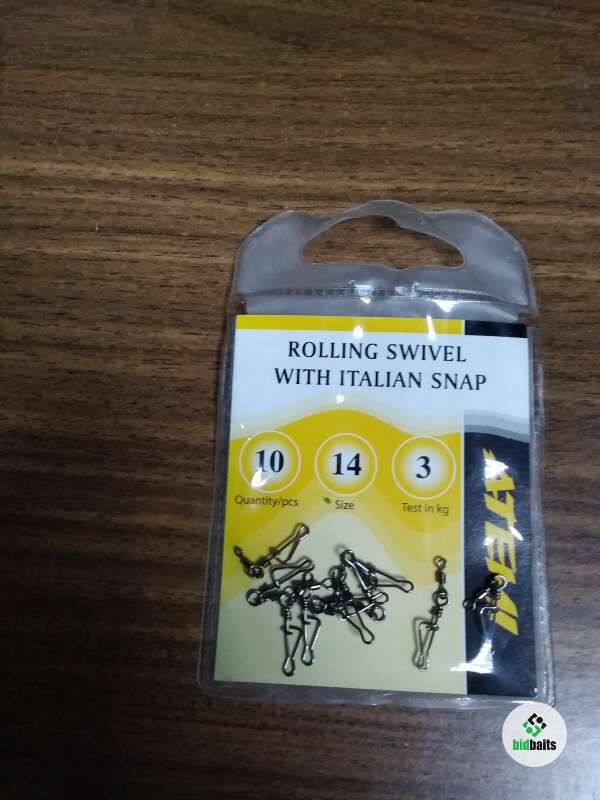 ROLLING SWIVEL
WITH ITALIAN SNAP
10
14
3
Quantity/pcs
Size
Test in kg
bidbaits